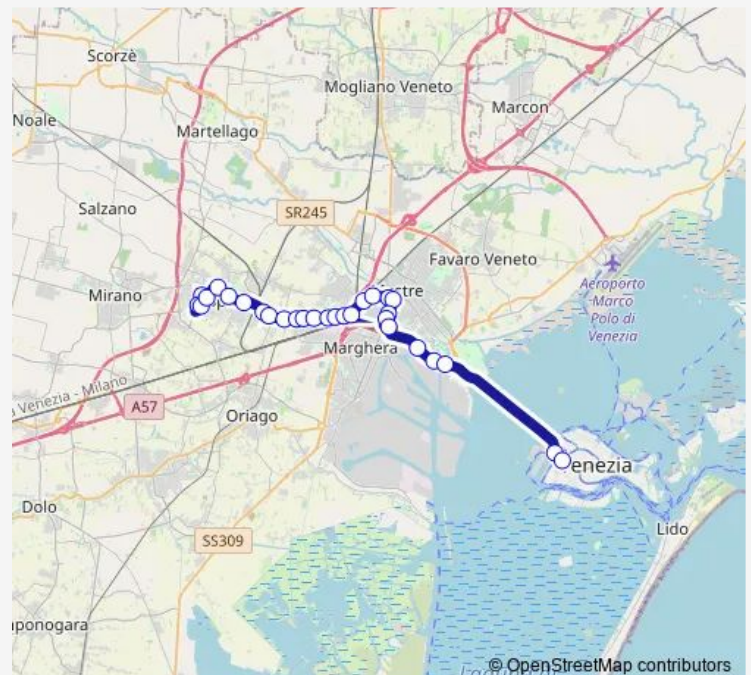 Scorzè
Mogliano Veneto
Noale
Marcon
Martellago
Salzano
SR245
Favaro Veneto
Mirano
Aeroporto
Marco
Polo di
Venezia
Marghera
Venezia - Milano
A57
Oriago
enezia
Dolo
Lido
SS309
aponogara
© OpenStreetMap contributors